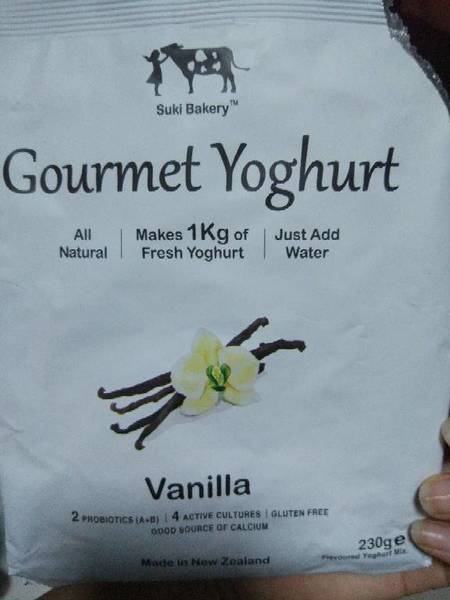 Suki Bakery™
Gourmet Yoghurt
All Natural | Makes 1Kg of Fresh Yoghurt | Just Add Water
Vanilla
2 PROBIOTICS (A+B) | 4 ACTIVE CULTURES | GLUTEN FREE
GOOD SOURCE OF CALCIUM
230g e
Flavoured Yoghurt Mix
Made in New Zealand